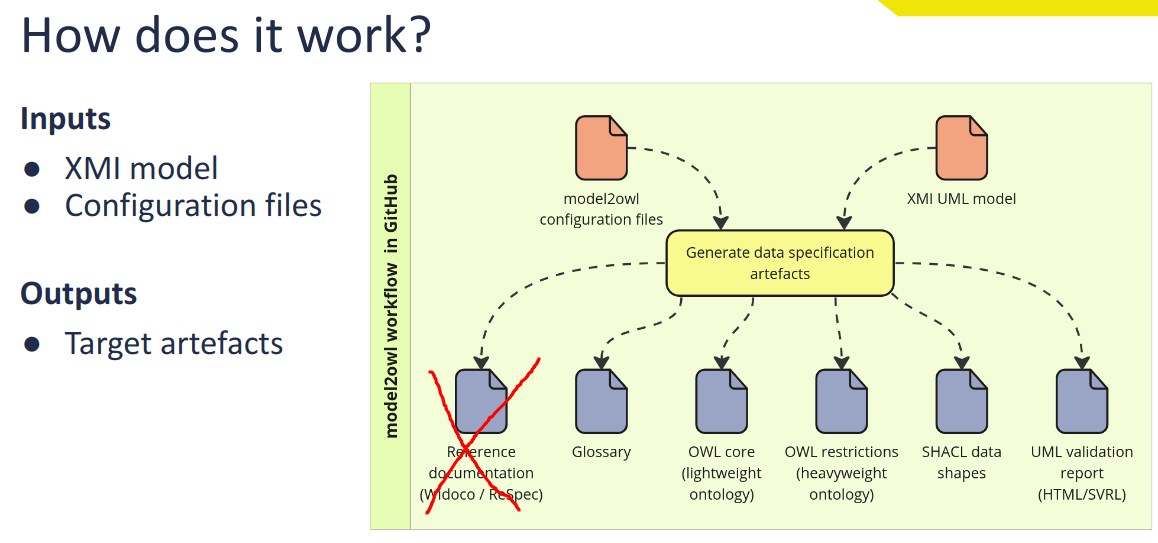 How does it work?
Inputs
● XMI model
● Configuration files
Outputs
● Target artefacts
model2owl workflow in GitHub
model2owl
configuration files
XMI UML model
Generate data specification
artefacts
Reference
documentation
(Widoco / ReSpec)
Glossary
OWL core
(lightweight
ontology)
OWL restrictions
(heavyweight
ontology)
SHACL data
shapes
UML validation
report
(HTML/SVRL)